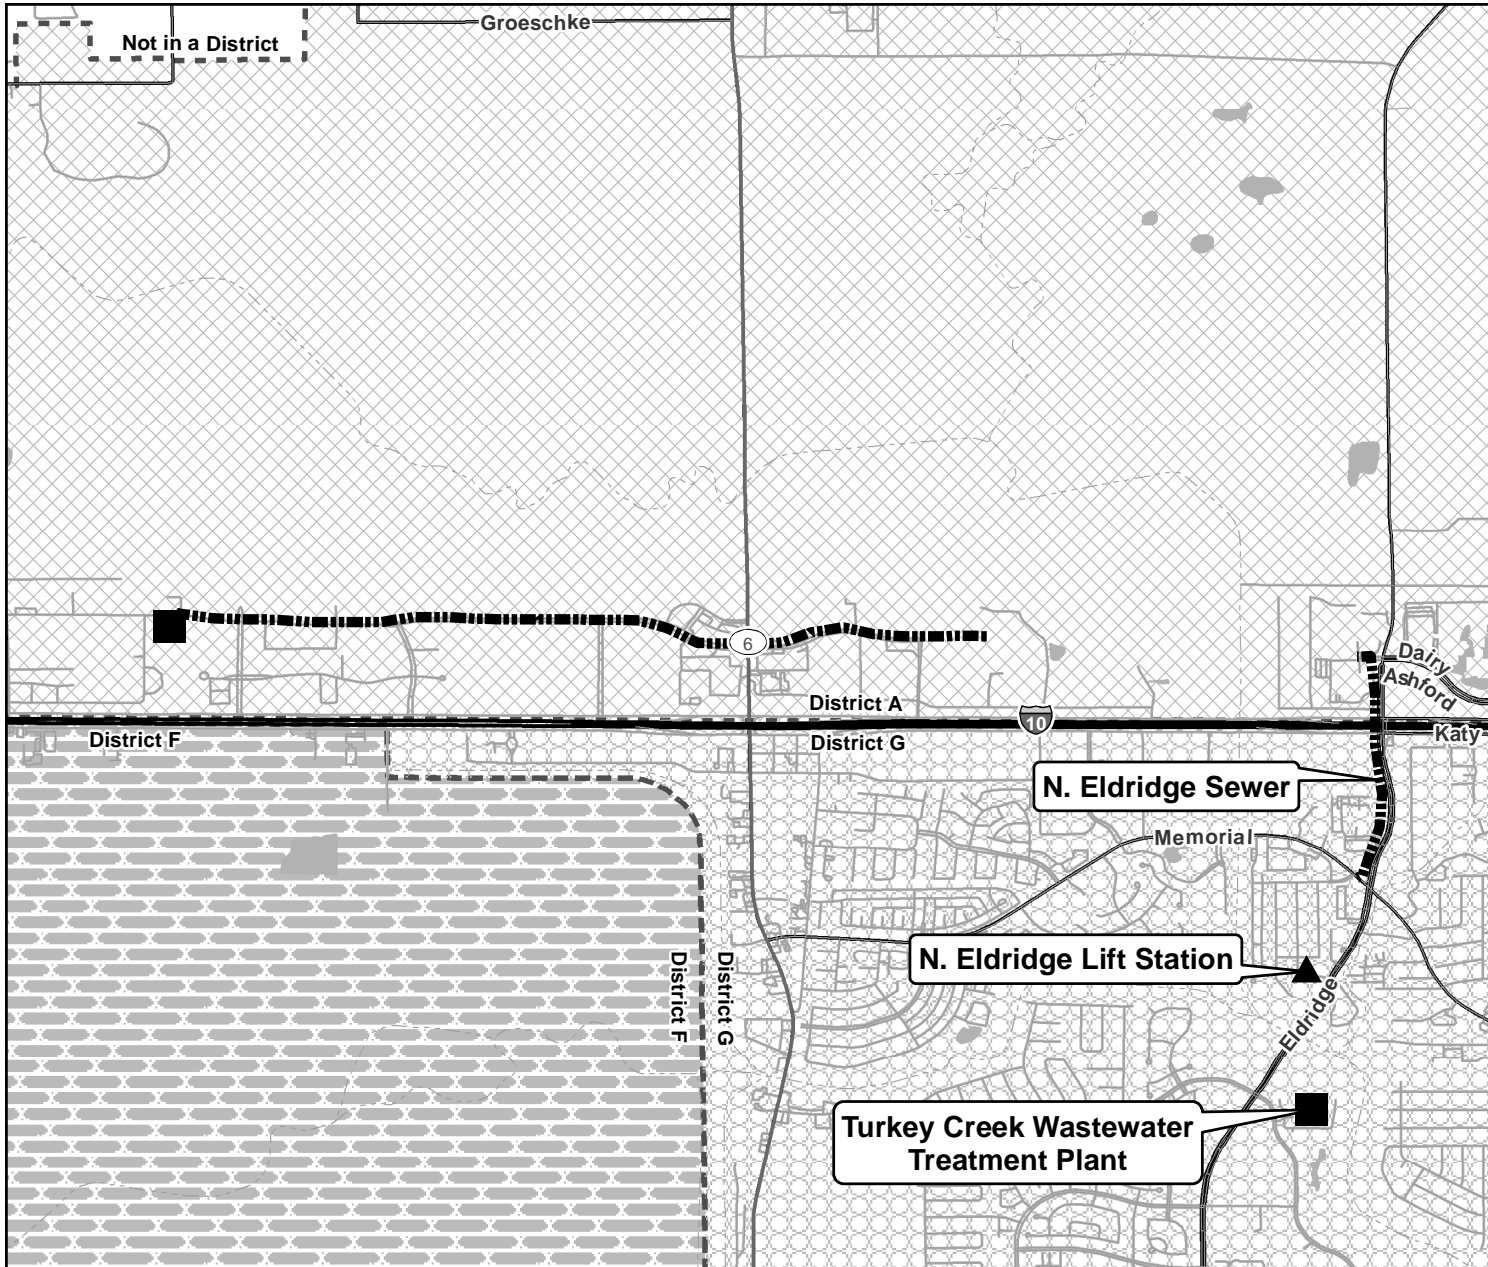 Groeschke
Not in a District
6
Dairy
Ashford
District A
10
District F
District G
Katy
N. Eldridge Sewer
Memorial
N. Eldridge Lift Station
District F
District G
Eldridge
Turkey Creek Wastewater
Treatment Plant